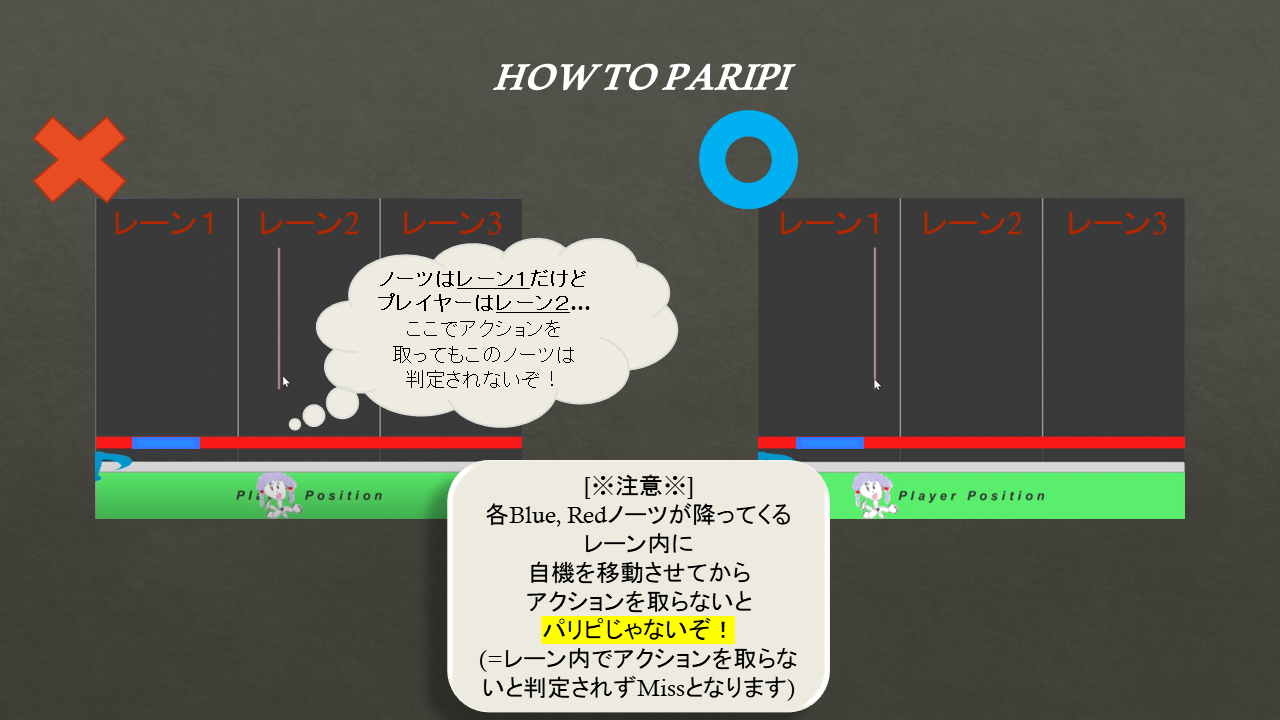 HOW TO PARIPI
レーン1
レーン2
レーン3
ノーツはレーン1だけど
プレイヤーはレーン2...
ここでアクションを
取ってもこのノーツは
判定されないぞ！
Position
レーン1
レーン2
レーン3
Player Position
[※注意※]
各Blue, Redノーツが降ってくる
レーン内に
自機を移動させてから
アクションを取らないと
パリピじゃないぞ！
(=レーン内でアクションを取らな
いと判定されずMissとなります)